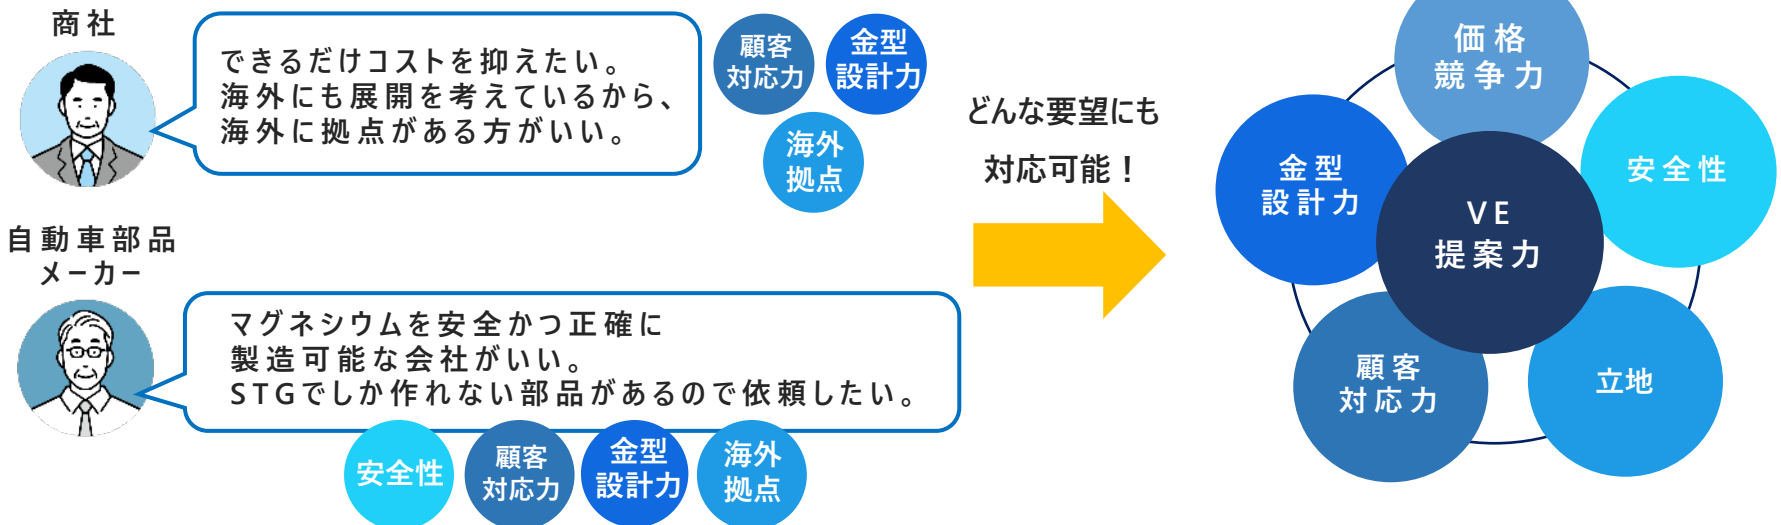 商社
できるだけコストを抑えたい。
海外にも展開を考えているから、
海外に拠点がある方がいい。
顧客
対応力
金型
設計力
海外
拠点
自動車部品
メーカー
マグネシウムを安全かつ正確に
製造可能な会社がいい。
STGでしか作れない部品があるので依頼したい。
安全性
顧客
対応力
金型
設計力
海外
拠点
どんな要望にも
対応可能！
価格
競争力
金型
設計力
安全性
VE
提案力
顧客
対応力
立地